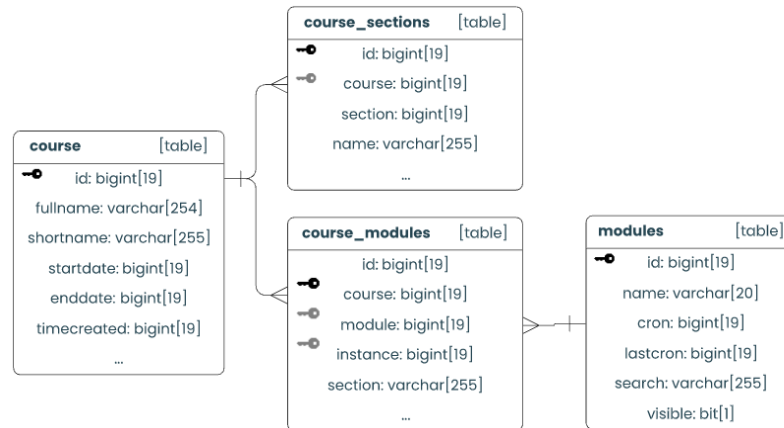 course_sections [table]
id: bigint[19]
course: bigint[19]
section: bigint[19]
name: varchar[255]
...
course [table]
id: bigint[19]
fullname: varchar[254]
shortname: varchar[255]
startdate: bigint[19]
enddate: bigint[19]
timecreated: bigint[19]
...
course_modules [table]
id: bigint[19]
course: bigint[19]
module: bigint[19]
instance: bigint[19]
section: varchar[255]
...
modules [table]
id: bigint[19]
name: varchar[20]
cron: bigint[19]
lastcron: bigint[19]
search: varchar[255]
visible: bit[1]